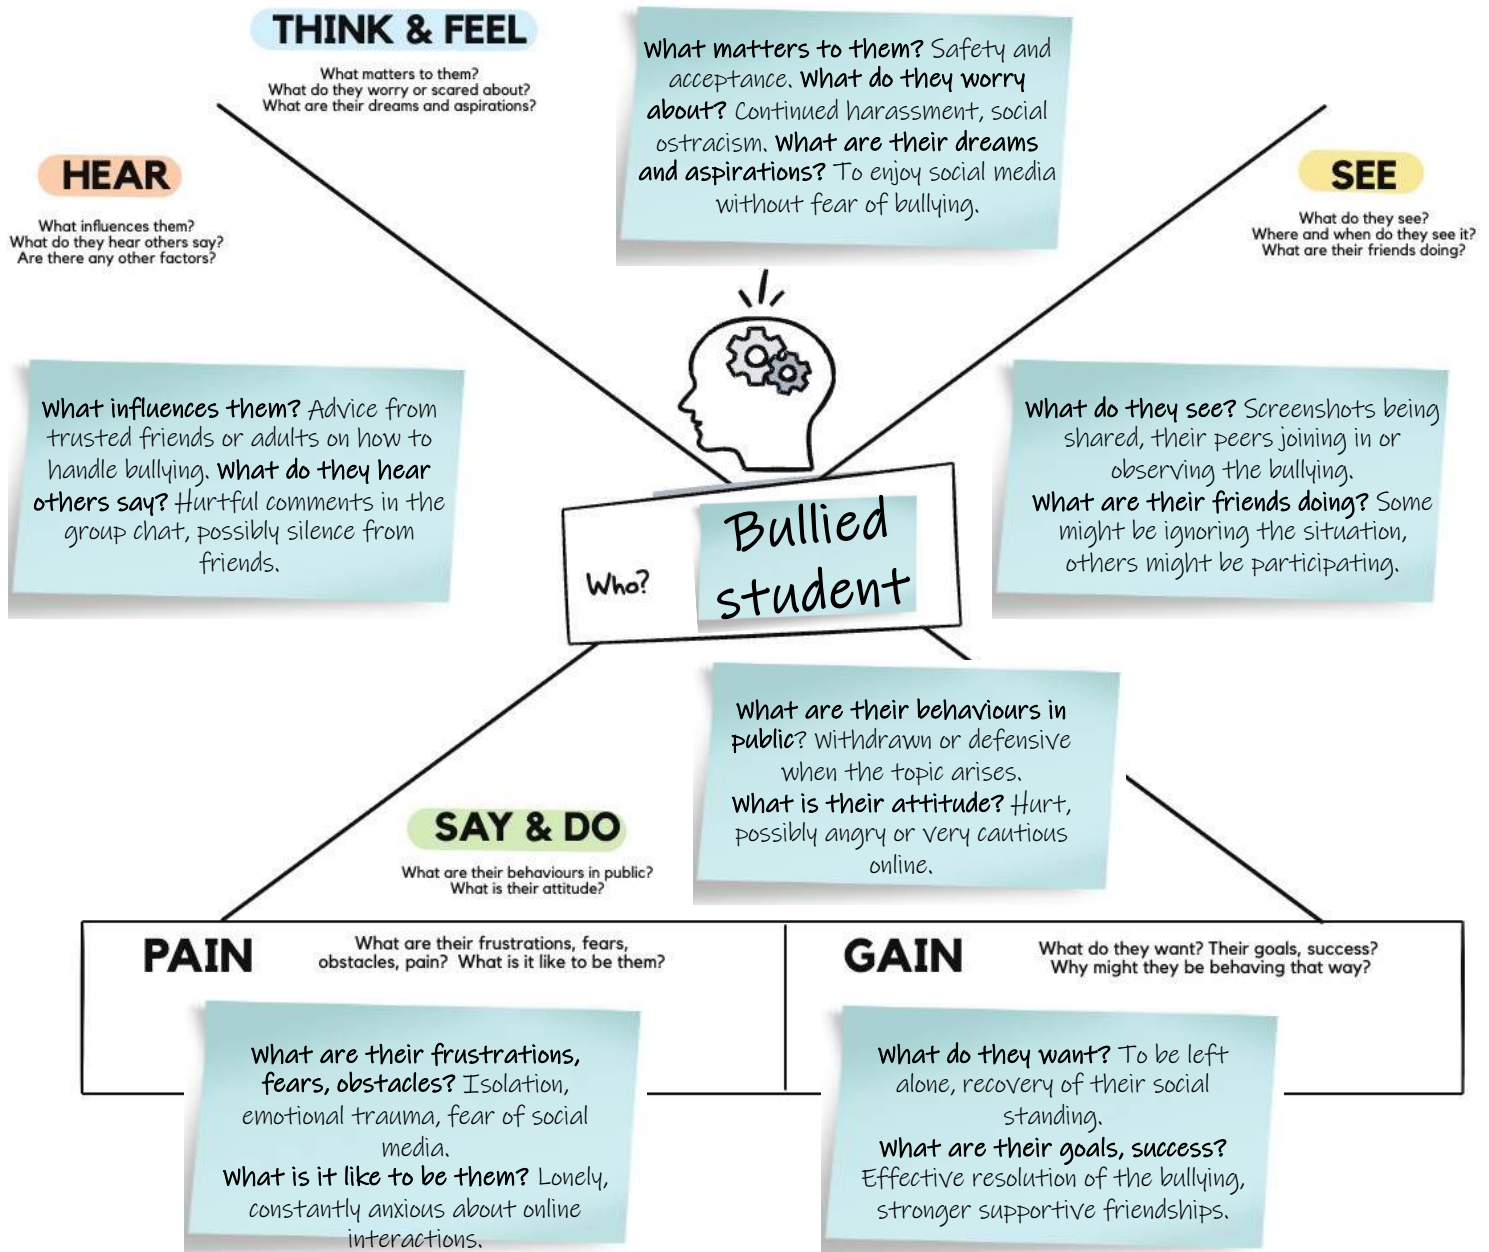 THINK & FEEL
What matters to them?
What do they worry or scared about?
What are their dreams and aspirations?
What matters to them? Safety and
acceptance. What do they worry
about? Continued harassment, social
ostracism. What are their dreams
and aspirations? To enjoy social media
without fear of bullying.
HEAR
What influences them?
What do they hear others say?
Are there any other factors?
SEE
What do they see?
Where and when do they see it?
What are their friends doing?
What influences them? Advice from
trusted friends or adults on how to
handle bullying. What do they hear
others say? Hurtful comments in the
group chat, possibly silence from
friends.
What do they see? Screenshots being
shared, their peers joining in or
observing the bullying.
What are their friends doing? Some
might be ignoring the situation,
others might be participating.
Who?
Bullied
student
What are their behaviours in
public? Withdrawn or defensive
when the topic arises.
What is their attitude? Hurt,
possibly angry or very cautious
online.
SAY & DO
What are their behaviours in public?
What is their attitude?
PAIN
What are their frustrations, fears,
obstacles, pain? What is it like to be them?
GAIN
What do they want? Their goals, success?
Why might they be behaving that way?
What are their frustrations,
fears, obstacles? Isolation,
emotional trauma, fear of social
media.
What is it like to be them? Lonely,
constantly anxious about online
interactions.
What do they want? To be left
alone, recovery of their social
standing.
What are their goals, success?
Effective resolution of the bullying,
stronger supportive friendships.